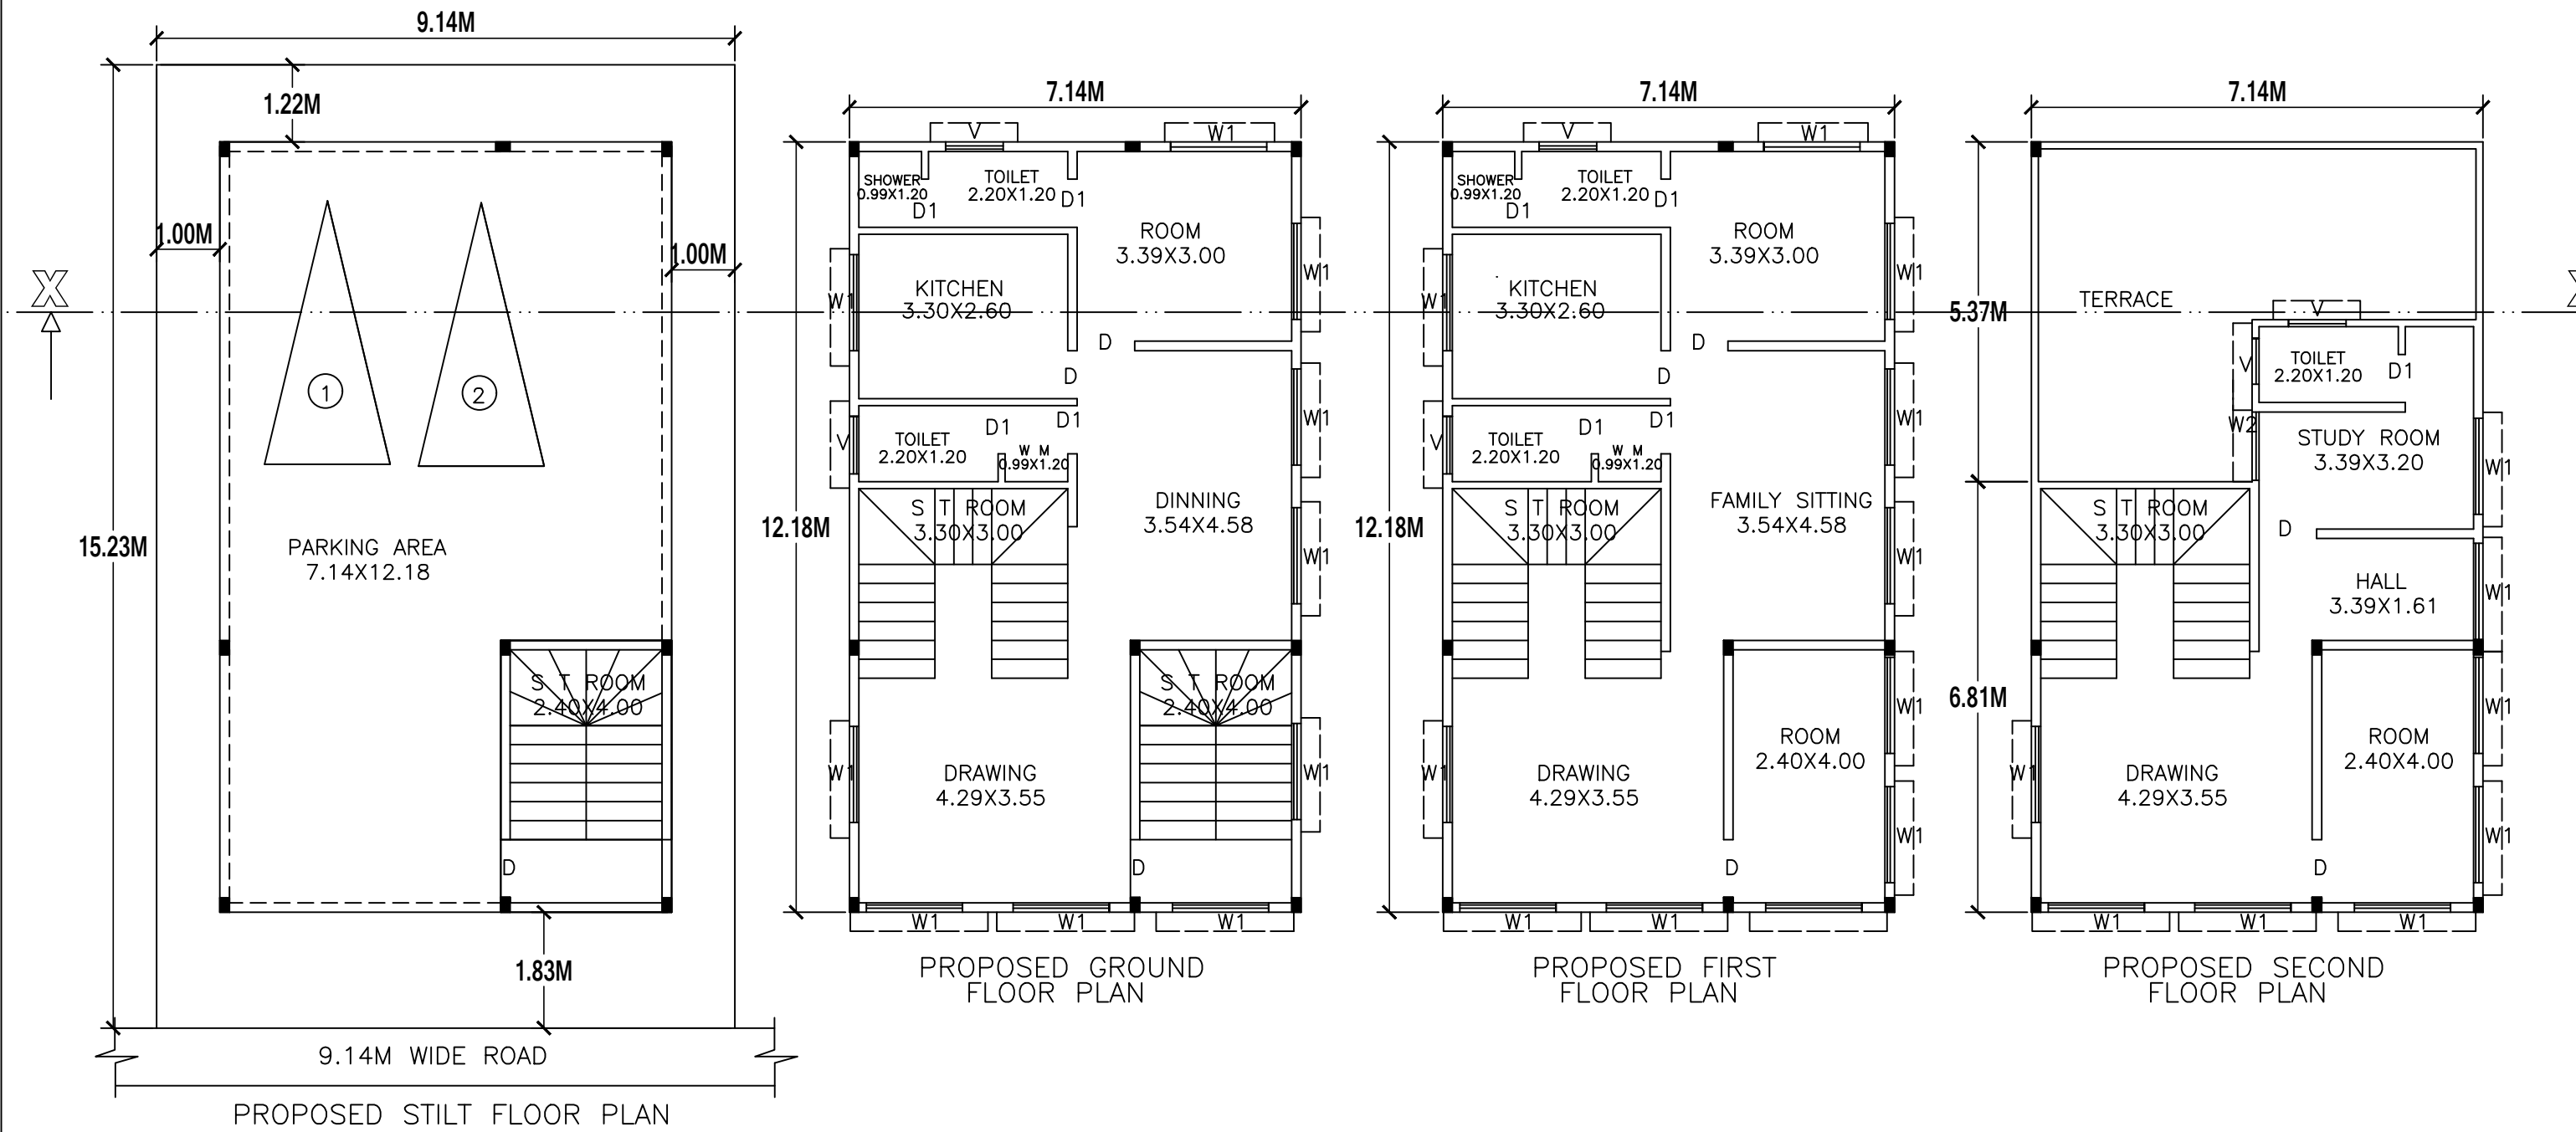 9.14M
1.22M
1.00M
1.00M
X
1
2
15.23M
PARKING AREA
7.14X12.18
S T ROOM
2.40X4.00
D
1.83M
9.14M WIDE ROAD
PROPOSED STILT FLOOR PLAN
7.14M
V
W1
SHOWER
0.99X1.20
D1
TOILET
2.20X1.20
D1
ROOM
3.39X3.00
W1
KITCHEN
3.30X2.60
W1
D
D
W1
D1
D1
TOILET
2.20X1.20
V
W M
0.99X1.20
12.18M
S T ROOM
3.30X3.00
DINNING
3.54X4.58
W1
S T ROOM
2.40X4.00
W1
DRAWING
4.29X3.55
W1
D
W1
W1
W1
PROPOSED GROUND
FLOOR PLAN
7.14M
V
W1
SHOWER
0.99X1.20
D1
TOILET
2.20X1.20
D1
ROOM
3.39X3.00
W1
KITCHEN
3.30X2.60
W1
D
D
W1
D1
D1
TOILET
2.20X1.20
V
W M
0.99X1.20
12.18M
S T ROOM
3.30X3.00
FAMILY SITTING
3.54X4.58
W1
W1
ROOM
2.40X4.00
W1
DRAWING
4.29X3.55
W1
D
W1
W1
PROPOSED FIRST
FLOOR PLAN
7.14M
5.37M
TERRACE
V
TOILET
2.20X1.20
V
D1
W2
STUDY ROOM
3.39X3.20
W1
S T ROOM
3.30X3.00
D
HALL
3.39X1.61
W1
6.81M
W1
ROOM
2.40X4.00
W1
DRAWING
4.29X3.55
W1
D
W1
W1
W1
PROPOSED SECOND
FLOOR PLAN